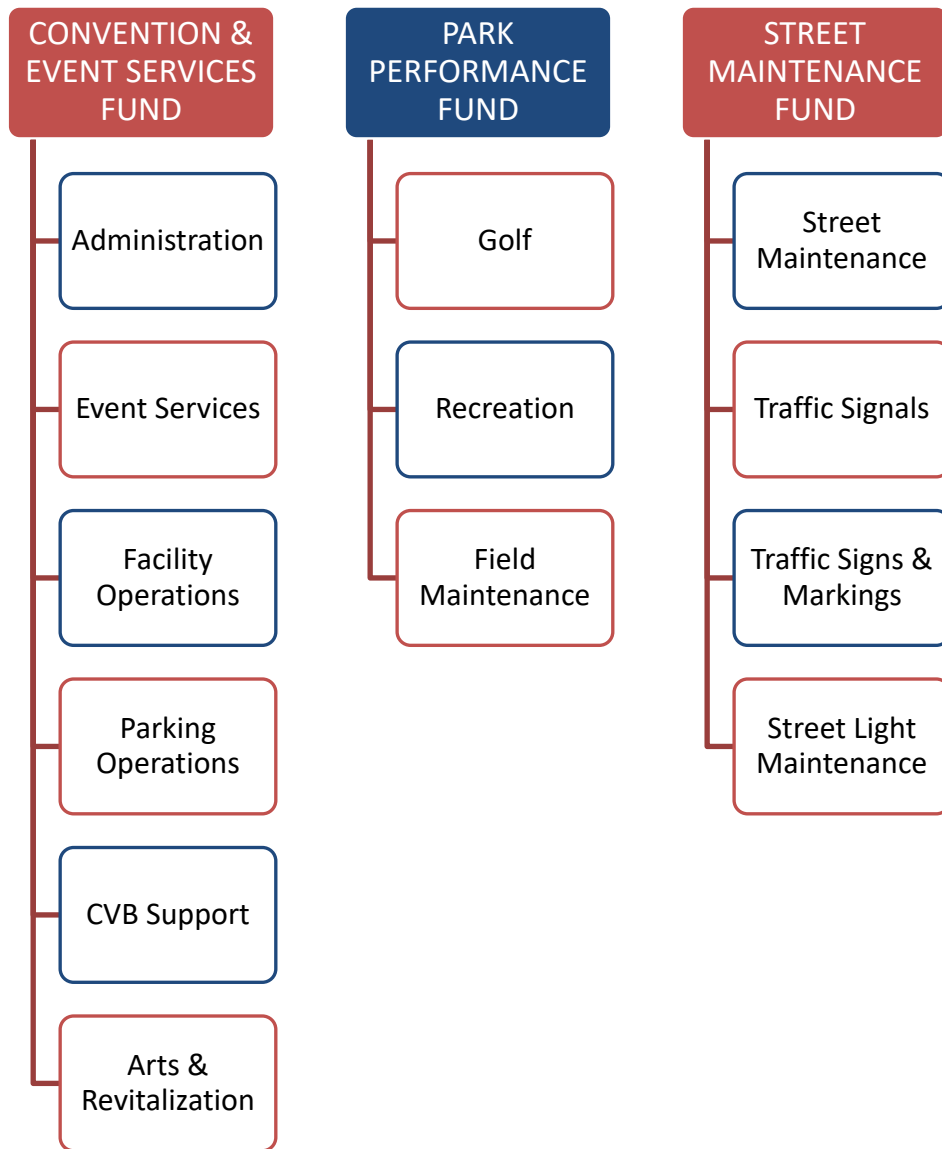 CONVENTION &
EVENT SERVICES
FUND
Administration
Event Services
Facility
Operations
Parking
Operations
CVB Support
Arts &
Revitalization
PARK
PERFORMANCE
FUND
Golf
Recreation
Field
Maintenance
STREET
MAINTENANCE
FUND
Street
Maintenance
Traffic Signals
Traffic Signs &
Markings
Street Light
Maintenance